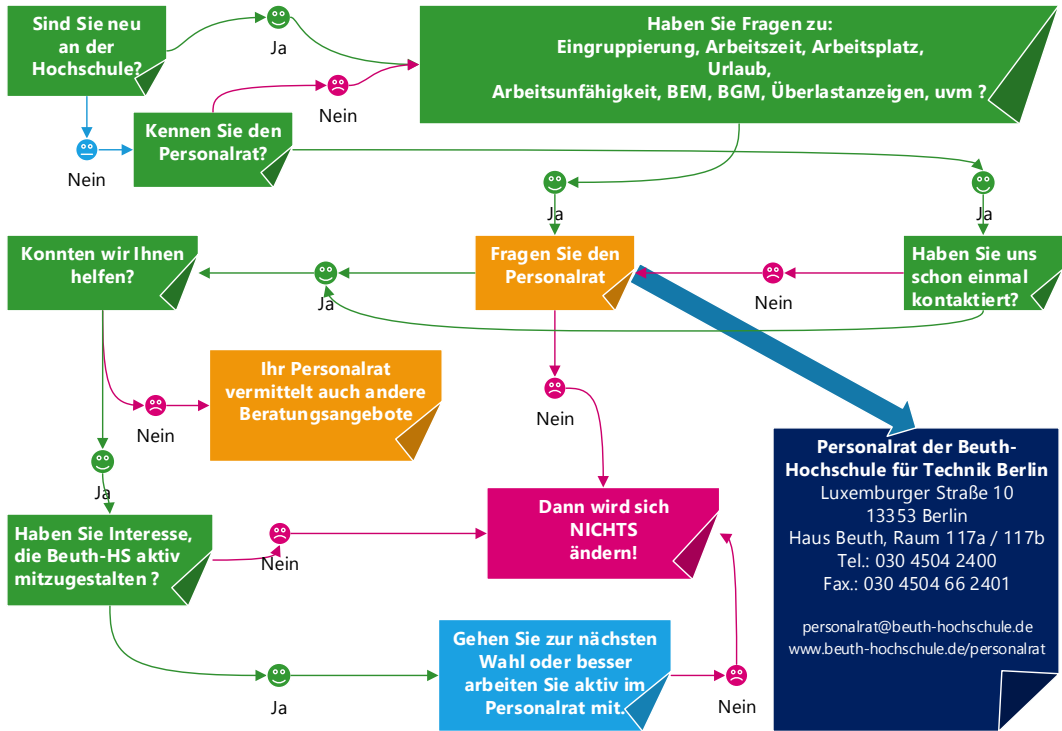 Sind Sie neu
an der
Hochschule?
Ja
Haben Sie Fragen zu:
Eingruppierung, Arbeitszeit, Arbeitsplatz,
Urlaub,
Arbeitsunfähigkeit, BEM, BGM, Überlastanzeigen, uvm ?
Nein
Kennen Sie den
Personalrat?
Nein
Ja
Ja
Konnten wir Ihnen
helfen?
Ja
Fragen Sie den
Personalrat
Nein
Haben Sie uns
schon einmal
kontaktiert?
Ihr Personalrat
vermittelt auch andere
Beratungsangebote
Nein
Nein
Ja
Personalrat der Beuth-
Hochschule für Technik Berlin
Luxemburger Straße 10
13353 Berlin
Haus Beuth, Raum 117a / 117b
Tel.: 030 4504 2400
Fax.: 030 4504 66 2401
personalrat@beuth-hochschule.de
www.beuth-hochschule.de/personalrat
Haben Sie Interesse,
die Beuth-HS aktiv
mitzugestalten ?
Nein
Dann wird sich
NICHTS
ändern!
Ja
Gehen Sie zur nächsten
Wahl oder besser
arbeiten Sie aktiv im
Personalrat mit.
Nein